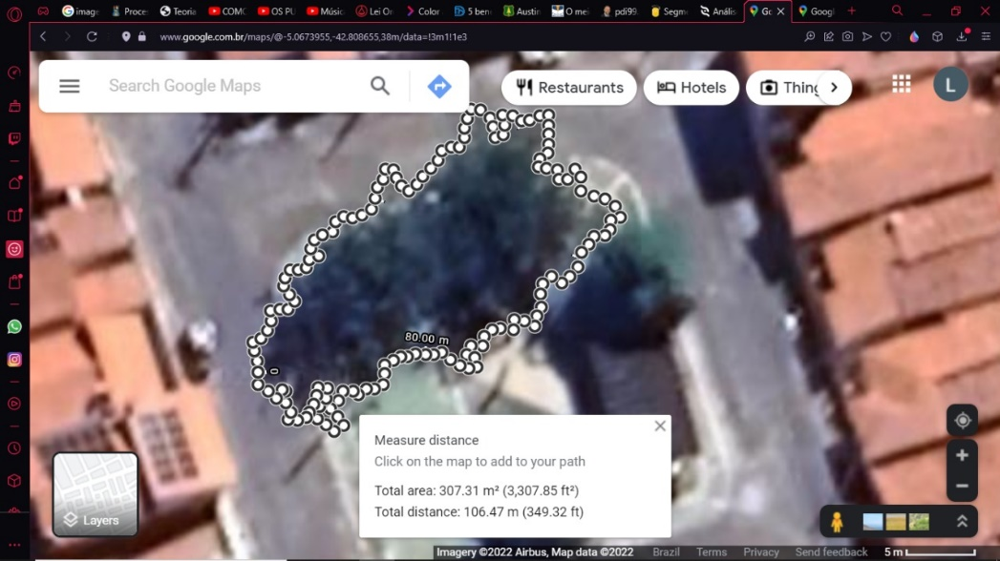 image
Proce
Teoria
COMO
OS PU
Músic
Lei Or
Color
5 ben
Austin
O mel
pdi99.
Segme
Anális
Go
Googl
www.google.com.br/maps/@-5.0673955,-42.808655,38m/data=!3m1!1e3
Search Google Maps
Restaurants
Hotels
Thing
L
80.00 m
0
Measure distance
Click on the map to add to your path
Total area: 307.31 m² (3,307.85 ft²)
Total distance: 106.47 m (349.32 ft)
Layers
Imagery ©2022 Airbus, Map data ©2022 Brazil Terms Privacy Send feedback 5 m